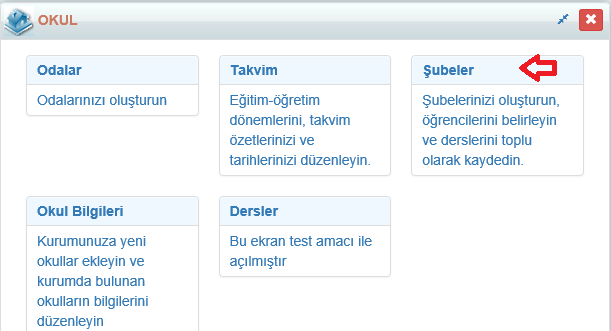 OKUL
Odalar
Odalarınızı oluşturun
Takvim
Eğitim-öğretim
dönemlerini, takvim
özetlerinizi ve
tarihlerinizi düzenleyin.
Şubeler
Şubelerinizi oluşturun,
öğrencilerini belirleyin
ve derslerini toplu
olarak kaydedin.
Okul Bilgileri
Kurumunuza yeni
okullar ekleyin ve
kurumda bulunan
okulların bilgilerini
düzenleyin
Dersler
Bu ekran test amacı ile
açılmıştır